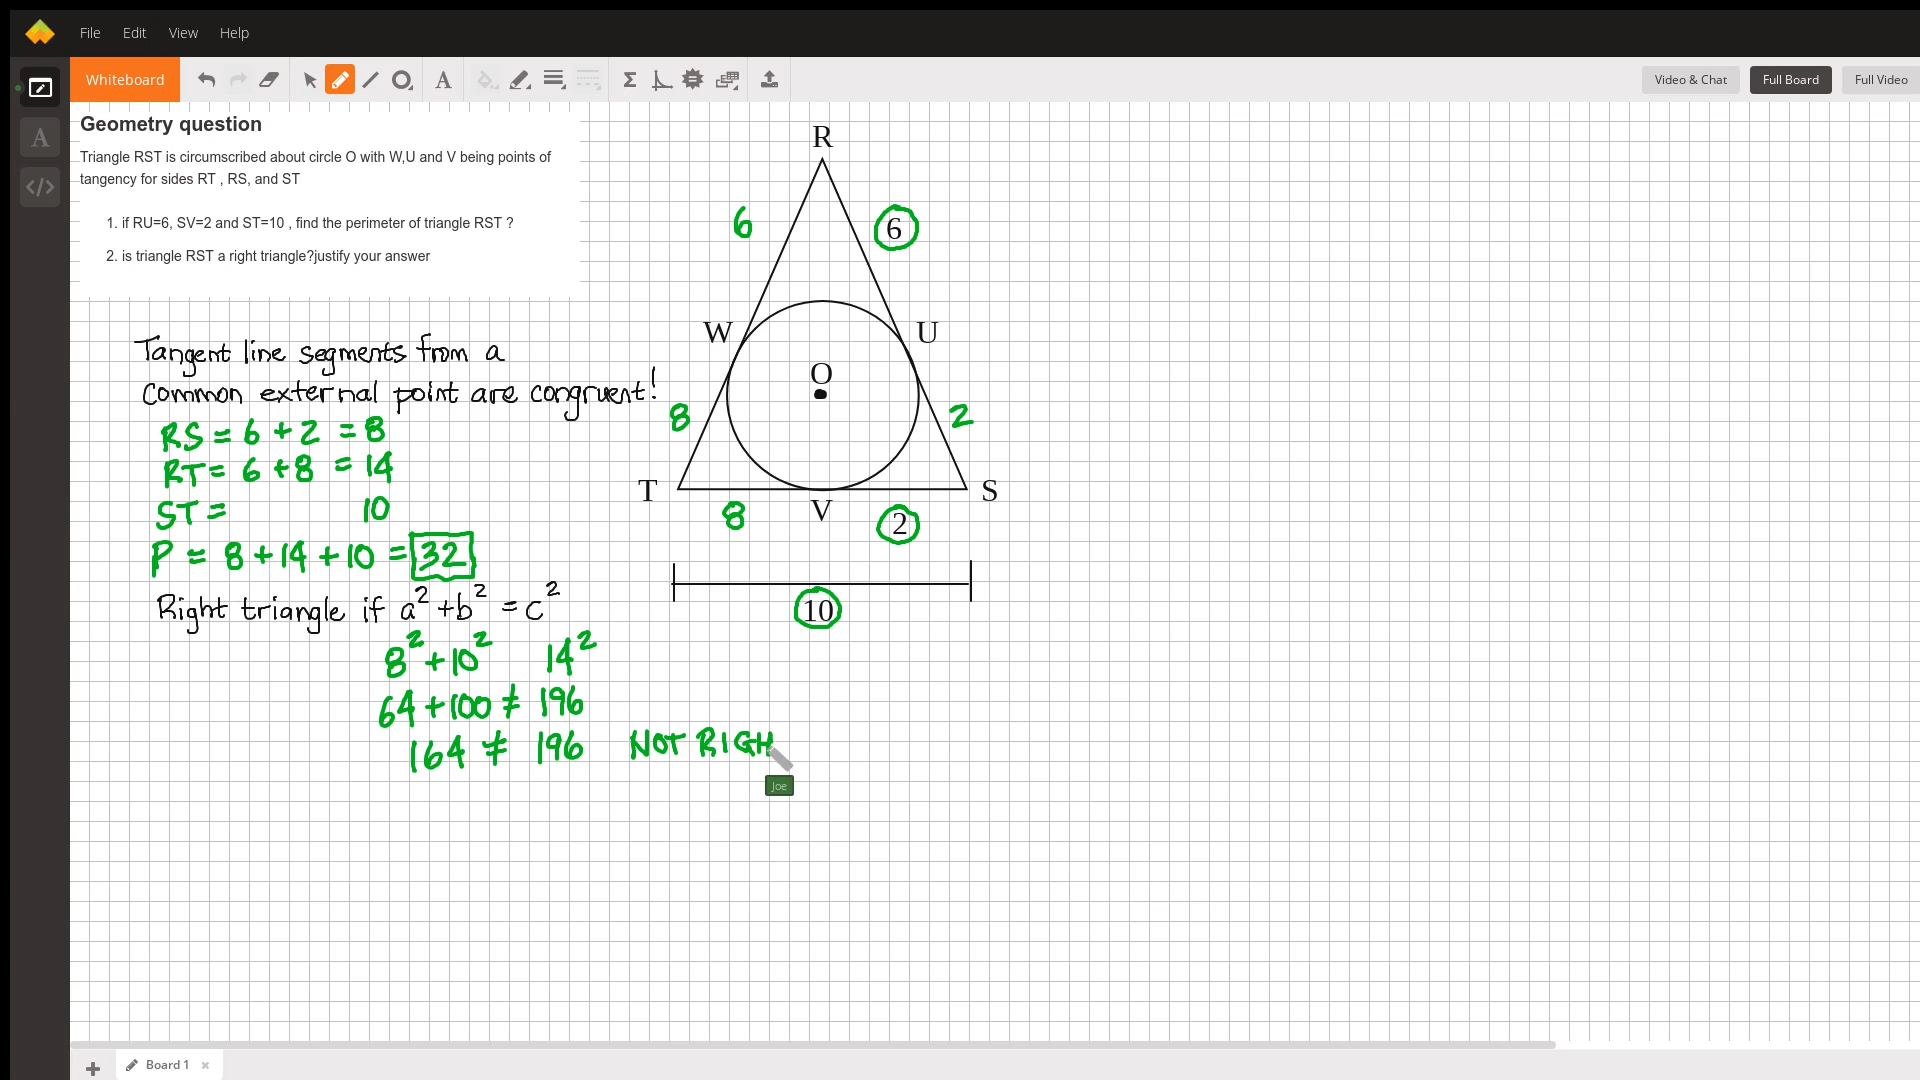 File Edit View Help
Whiteboard
A
Σ
Video & Chat Full Board Full Video
A
</>
Geometry question
Triangle RST is circumscribed about circle O with W,U and V being points of
tangency for sides RT , RS, and ST
1. if RU=6, SV=2 and ST=10 , find the perimeter of triangle RST ?
2. is triangle RST a right triangle?justify your answer
Tangent line segments from a
common external point are congruent!
RS = 6 + 2 = 8
RT = 6 + 8 = 14
ST = 10
P = 8 + 14 + 10 = 32
Right triangle if a² + b² = c²
8² + 10² 14²
64 + 100 ≠ 196
164 ≠ 196 NOT RIGH
Joe
R
6 6
W U
O
8 2
T V S
8 2
10
+ Board 1 ×